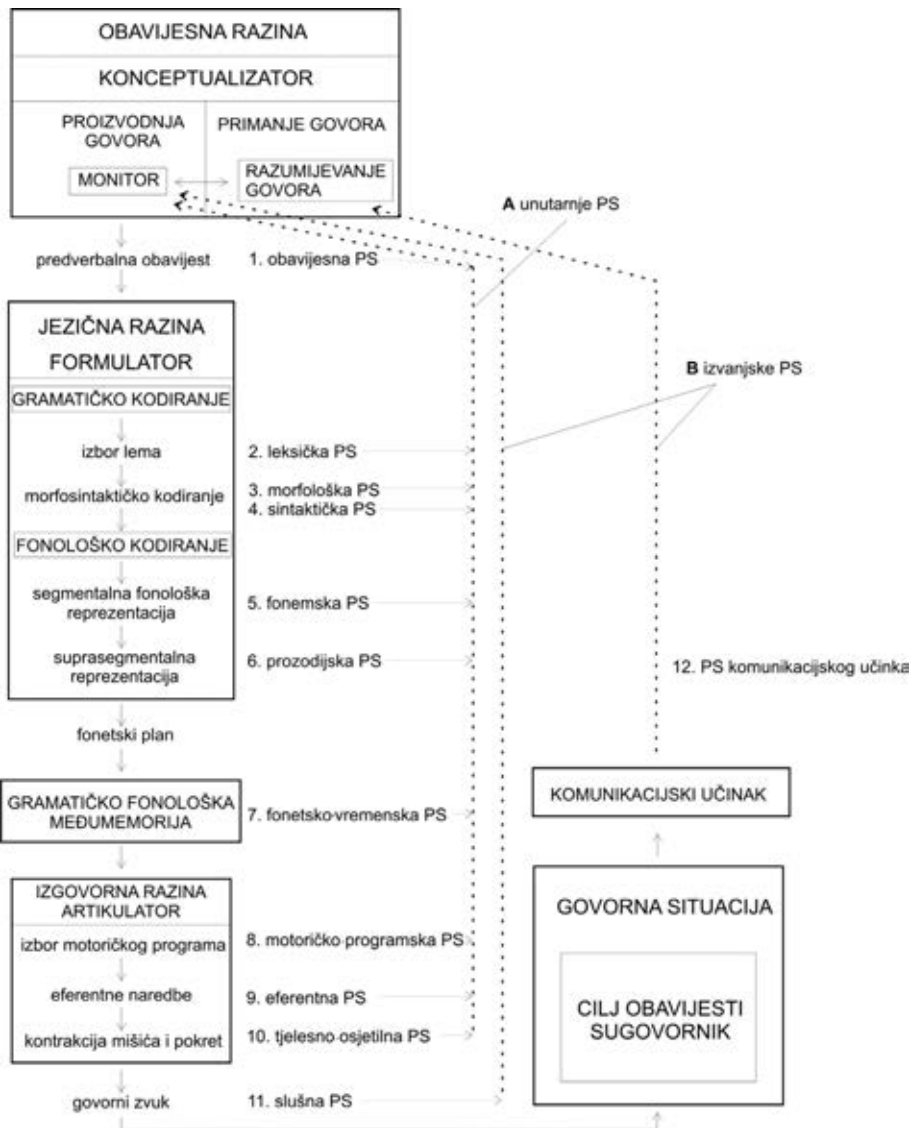 OBAVIJESNA RAZINA
KONCEPTUALIZATOR
PROIZVODNJA
GOVORA
PRIMANJE GOVORA
MONITOR
RAZUMIJEVANJE
GOVORA
A unutarnje PS
predverbalna obavijest
1. obavijesna PS
JEZIČNA RAZINA
FORMULATOR
B izvanjske PS
GRAMATIČKO KODIRANJE
izbor lema
2. leksička PS
morfosintaktičko kodiranje
3. morfološka PS
4. sintaktička PS
FONOLOŠKO KODIRANJE
segmentalna fonološka
reprezentacija
5. fonemska PS
suprasegmentalna
reprezentacija
6. prozodijska PS
12. PS komunikacijskog učinka
fonetski plan
GRAMATIČKO FONOLOŠKA
MEĐUMEMORIJA
7. fonetsko-vremenska PS
KOMUNIKACIJSKI UČINAK
IZGOVORNA RAZINA
ARTIKULATOR
izbor motoričkog programa
8. motoričko programska PS
eferentne naredbe
9. eferentna PS
kontrakcija mišića i pokret
10. tjelesno-osjetilna PS
GOVORNA SITUACIJA
CILJ OBAVIJESTI
SUGOVORNIK
govorni zvuk
11. slušna PS